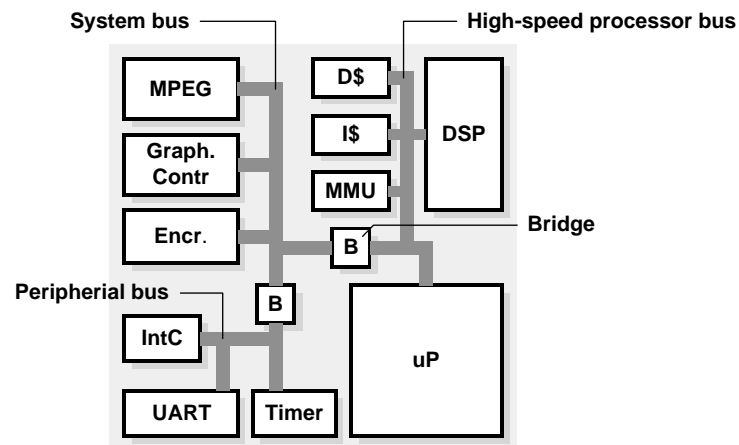 System bus
High-speed processor bus
MPEG
D$
I$
DSP
Graph.
Contr
MMU
Encr.
Bridge
B
Peripherial bus
B
IntC
uP
UART
Timer